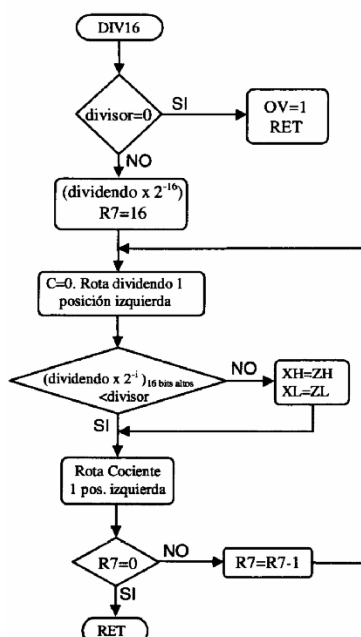 DIV16
divisor=0
SI
OV=1
RET
NO
(dividendo x 2⁻¹⁶)
R7=16
C=0. Rota dividendo 1
posición izquierda
(dividendo x 2⁻ⁱ)16 bits altos
<divisor
NO
XH=ZH
XL=ZL
SI
Rota Cociente
1 pos. izquierda
R7=0
NO
R7=R7-1
SI
RET